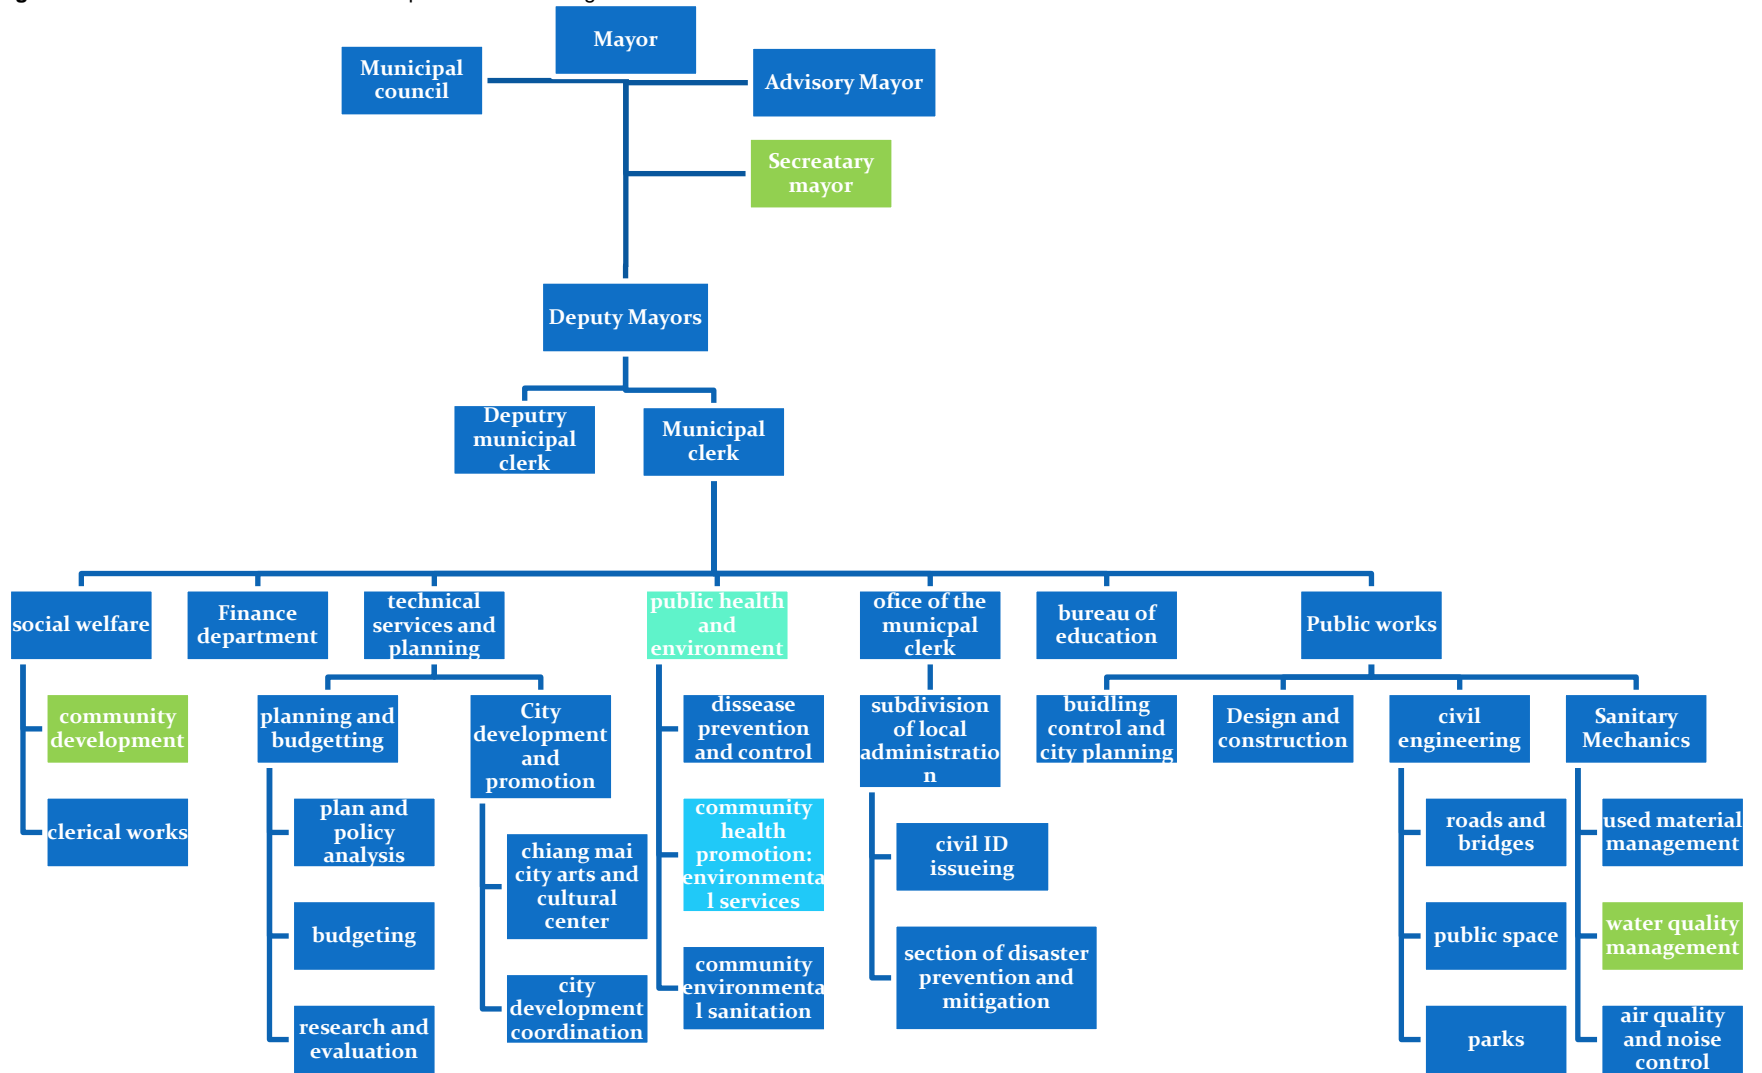 Mayor
Municipal
council
Advisory Mayor
Secreatary
mayor
Deputy Mayors
Deputry
municipal
clerk
Municipal
clerk
social welfare
Finance
department
technical
services and
planning
public health
and
environment
ofice of the
municpal
clerk
bureau of
education
Public works
community
development
clerical works
planning and
budgetting
plan and
policy
analysis
budgeting
research and
evaluation
City
development
and
promotion
chiang mai
city arts and
cultural
center
city
development
coordination
dissease
prevention
and control
community
health
promotion:
environmenta
l services
community
environmenta
l sanitation
subdivision
of local
administratio
n
civil ID
issueing
section of disaster
prevention and
mitigation
buidling
control and
city planning
Design and
construction
civil
engineering
roads and
bridges
public space
parks
Sanitary
Mechanics
used material
management
water quality
management
air quality
and noise
control